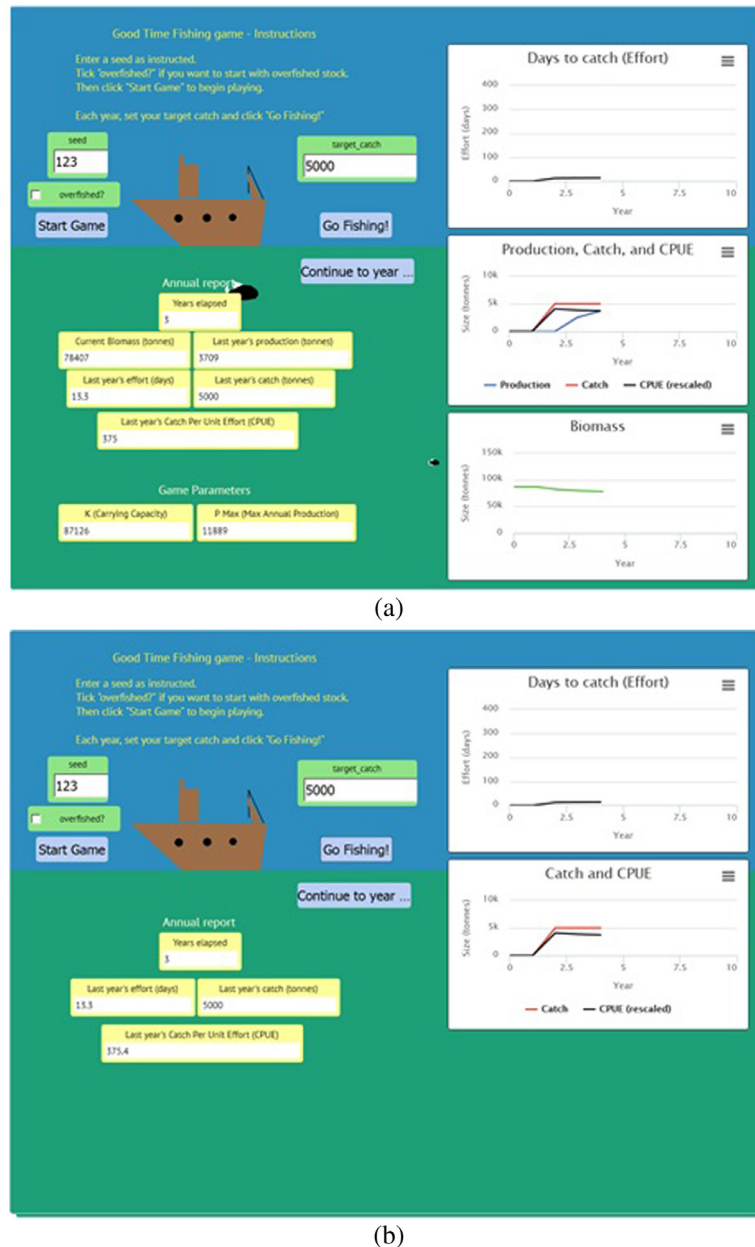 Good Time Fishing game - Instructions
Enter a seed as instructed.
Tick "overfished?" if you want to start with overfished stock.
Then click "Start Game" to begin playing.
Each year, set your target catch and click "Go Fishing!"
seed
123
overfished?
Start Game
target_catch
5000
Go Fishing!
Continue to year ...
Annual report
Years elapsed
3
Current Biomass (tonnes)
78407
Last year's production (tonnes)
3709
Last year's effort (days)
13.3
Last year's catch (tonnes)
5000
Last year's Catch Per Unit Effort (CPUE)
375
Game Parameters
K (Carrying Capacity)
87126
P Max (Max Annual Production)
11889
Days to catch (Effort)
Effort (days)
400
300
200
100
0
0 2.5 5 7.5 10
Year
Production, Catch, and CPUE
Size (tonnes)
10k
5k
0
0 2.5 5 7.5 10
Year
Production Catch CPUE (rescaled)
Biomass
Size (tonnes)
150k
100k
50k
0
0 2.5 5 7.5 10
Year
(a)
Good Time Fishing game - Instructions
Enter a seed as instructed.
Tick "overfished?" if you want to start with overfished stock.
Then click "Start Game" to begin playing.
Each year, set your target catch and click "Go Fishing!"
seed
123
overfished?
Start Game
target_catch
5000
Go Fishing!
Continue to year ...
Annual report
Years elapsed
3
Last year's effort (days)
13.3
Last year's catch (tonnes)
5000
Last year's Catch Per Unit Effort (CPUE)
375.4
Days to catch (Effort)
Effort (days)
400
300
200
100
0
0 2.5 5 7.5 10
Year
Catch and CPUE
Size (tonnes)
10k
5k
0
0 2.5 5 7.5 10
Year
Catch CPUE (rescaled)
(b)